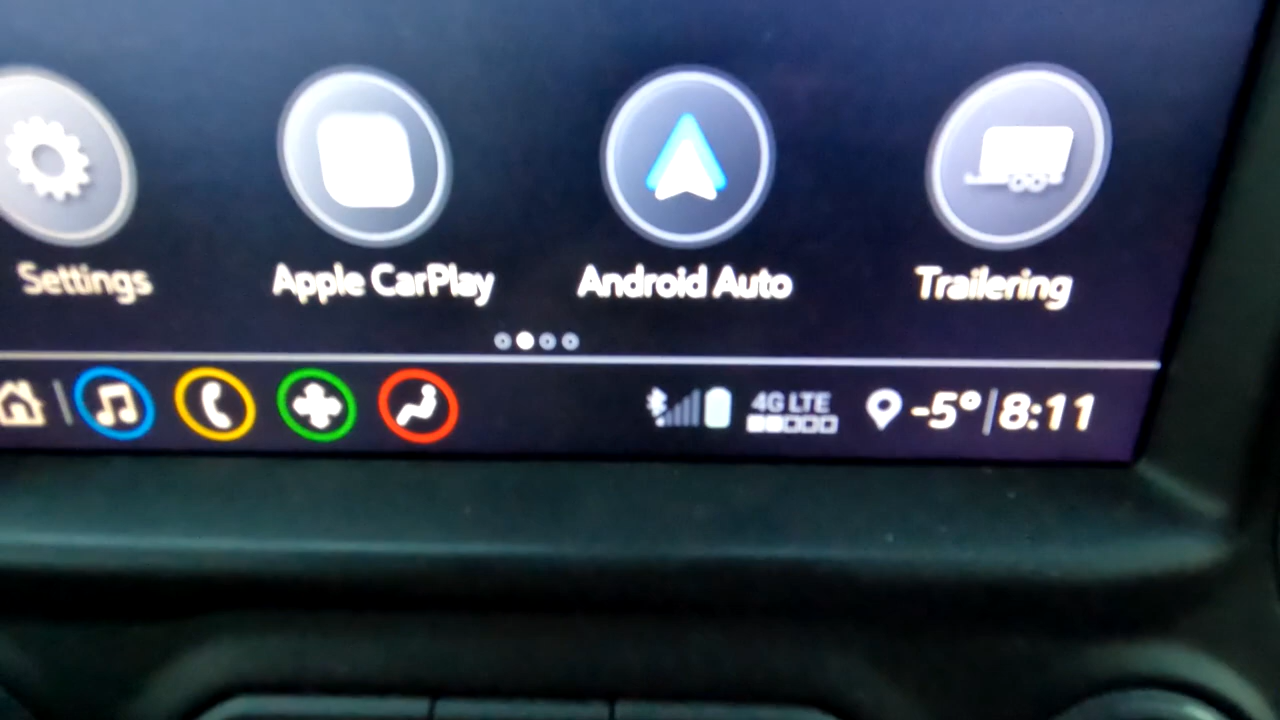 Settings Apple CarPlay Android Auto Trailering
4G LTE -5° 8:11